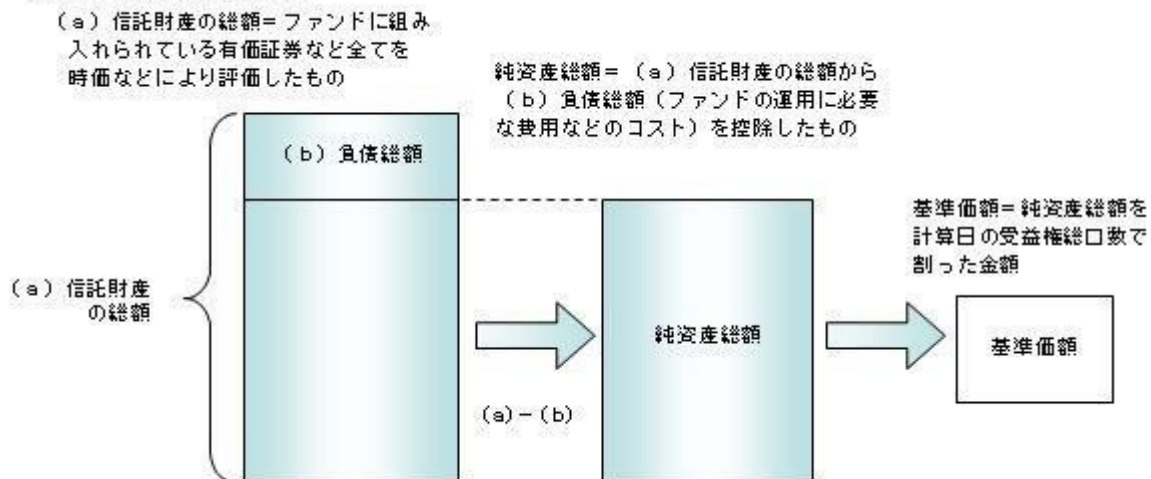 (a)信託財産の総額=ファンドに組み
入れられている有価証券など全てを
時価などにより評価したもの
純資産総額=(a)信託財産の総額から
(b)負債総額(ファンドの運用に必要
な費用などのコスト)を控除したもの
(b)負債総額
基準価額=純資産総額を
計算日の受益権総口数で
割った金額
(a)信託財産
の総額
純資産総額
基準価額
(a)-(b)